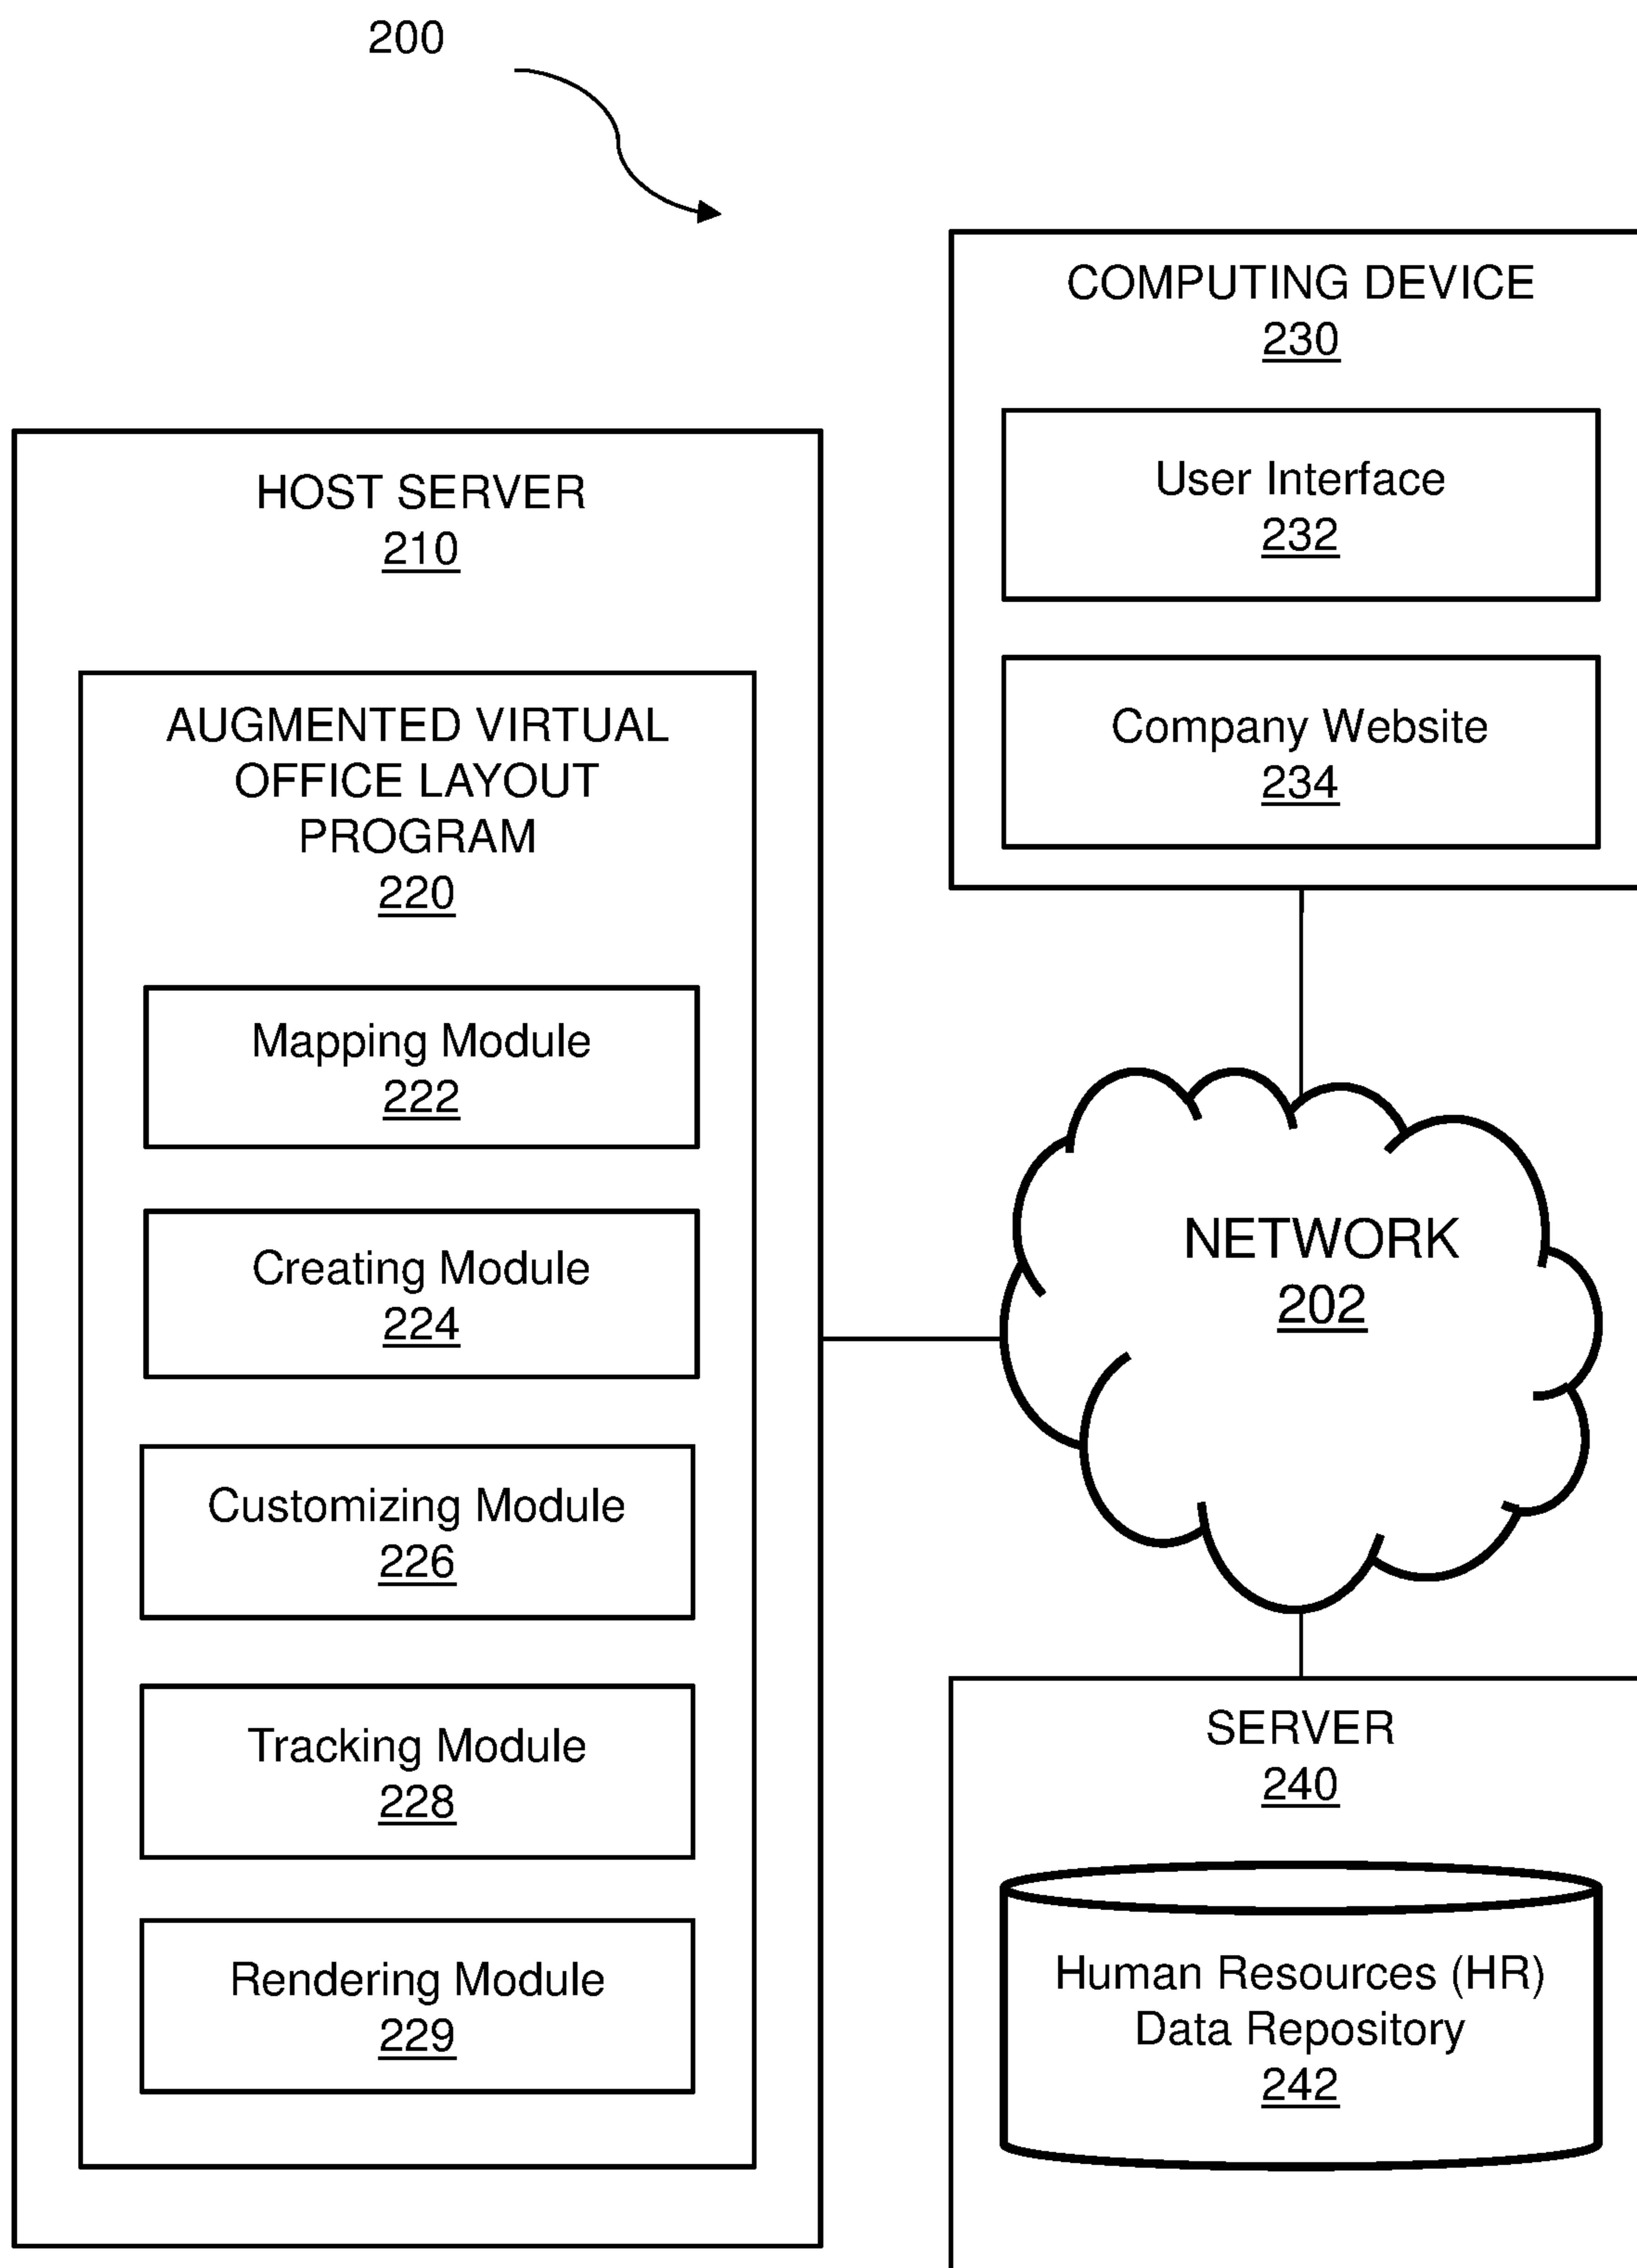 200
COMPUTING DEVICE
230
User Interface
232
Company Website
234
HOST SERVER
210
AUGMENTED VIRTUAL
OFFICE LAYOUT
PROGRAM
220
Mapping Module
222
Creating Module
224
Customizing Module
226
Tracking Module
228
Rendering Module
229
NETWORK
202
SERVER
240
Human Resources (HR)
Data Repository
242